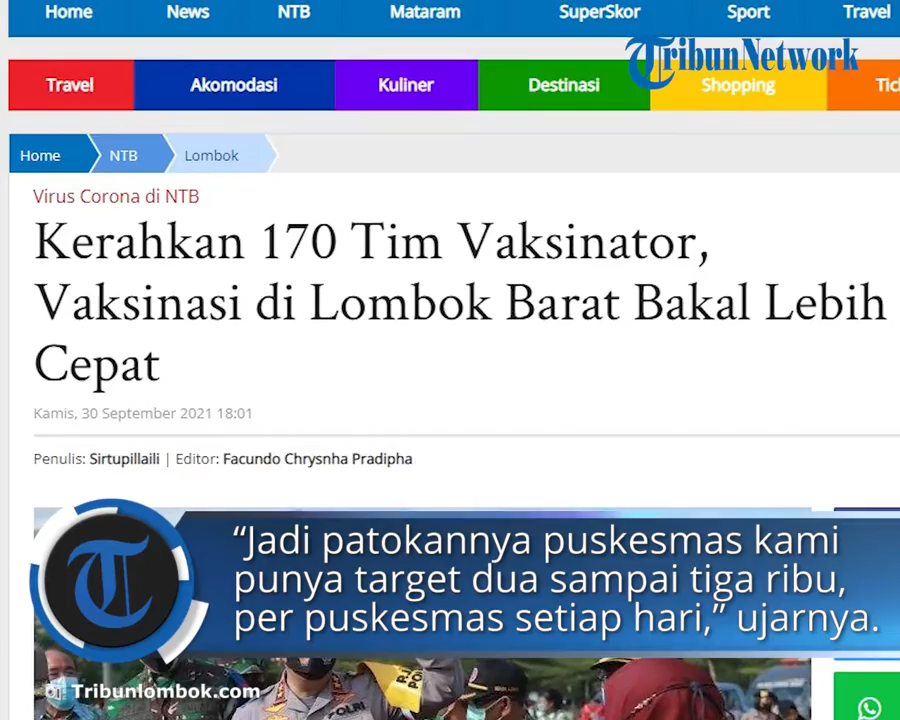 Home News NTB Mataram SuperSkor Sport Travel
TribunNetwork
Travel Akomodasi Kuliner Destinasi Shopping
Home NTB Lombok
Virus Corona di NTB
Kerahkan 170 Tim Vaksinator,
Vaksinasi di Lombok Barat Bakal Lebih
Cepat
Kamis, 30 September 2021 18:01
Penulis: Sirtupillaili | Editor: Facundo Chrysnha Pradipha
“Jadi patokannya puskesmas kami
punya target dua sampai tiga ribu,
per puskesmas setiap hari,” ujarnya.
Tribunlombok.com
POLRI